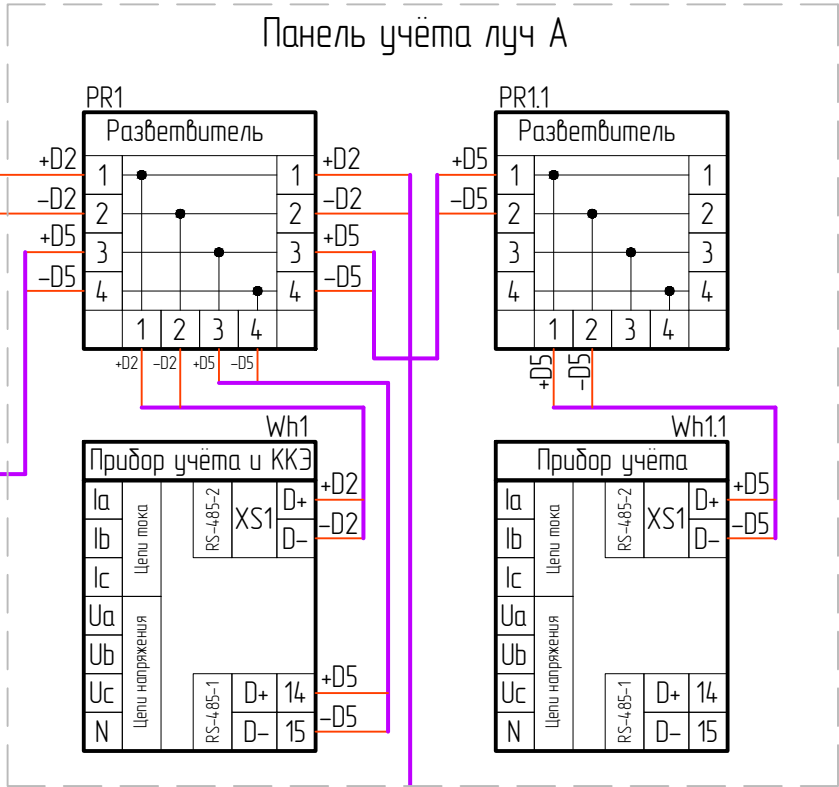 Панель учёта луч А
PR1
Разветвитель
+D2 1 1 +D2
–D2 2 2 –D2
+D5 3 3 +D5
–D5 4 4 –D5
1 2 3 4
+D2 –D2 +D5 –D5
PR1.1
Разветвитель
+D5 1 1
–D5 2 2
3 3
4 4
1 2 3 4
+D5 –D5
Wh1
Прибор учёта и ККЭ
Ia
Ib
Ic
Цепи тока
RS-485-2
XS1
D+ +D2
D– –D2
Ua
Ub
Uc
N
Цепи напряжения
RS-485-1
D+ 14 +D5
D– 15 –D5
Wh1.1
Прибор учёта
Ia
Ib
Ic
Цепи тока
RS-485-2
XS1
D+ +D5
D– –D5
Ua
Ub
Uc
N
Цепи напряжения
RS-485-1
D+ 14
D– 15